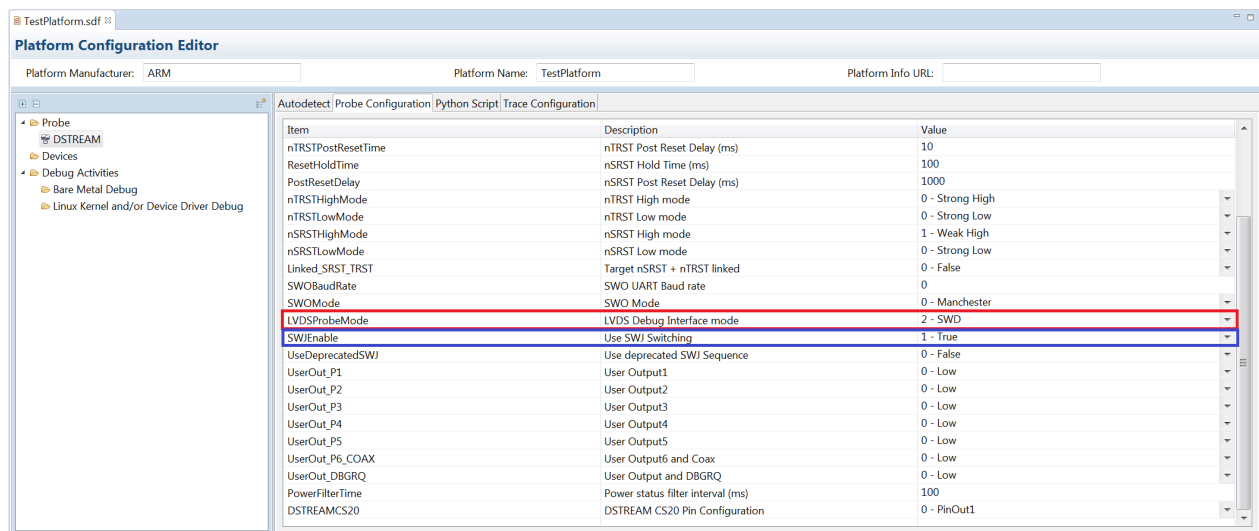 TestPlatform.sdf
Platform Configuration Editor
Platform Manufacturer: ARM Platform Name: TestPlatform Platform Info URL:
Autodetect Probe Configuration Python Script Trace Configuration
Probe
DSTREAM
Devices
Debug Activities
Bare Metal Debug
Linux Kernel and/or Device Driver Debug
Item Description Value
nTRSTPostResetTime nTRST Post Reset Delay (ms) 10
ResetHoldTime nSRST Hold Time (ms) 100
PostResetDelay nSRST Post Reset Delay (ms) 1000
nTRSTHighMode nTRST High mode 0 - Strong High
nTRSTLowMode nTRST Low mode 0 - Strong Low
nSRSTHighMode nSRST High mode 1 - Weak High
nSRSTLowMode nSRST Low mode 0 - Strong Low
Linked_SRST_TRST Target nSRST + nTRST linked 0 - False
SWOBaudRate SWO UART Baud rate 0
SWOMode SWO Mode 0 - Manchester
LVDSProbeMode LVDS Debug Interface mode 2 - SWD
SWJEnable Use SWJ Switching 1 - True
UseDeprecatedSWJ Use deprecated SWJ Sequence 0 - False
UserOut_P1 User Output1 0 - Low
UserOut_P2 User Output2 0 - Low
UserOut_P3 User Output3 0 - Low
UserOut_P4 User Output4 0 - Low
UserOut_P5 User Output5 0 - Low
UserOut_P6_COAX User Output6 and Coax 0 - Low
UserOut_DBGRQ User Output and DBGRQ 0 - Low
PowerFilterTime Power status filter interval (ms) 100
DSTREAMCS20 DSTREAM CS20 Pin Configuration 0 - PinOut1